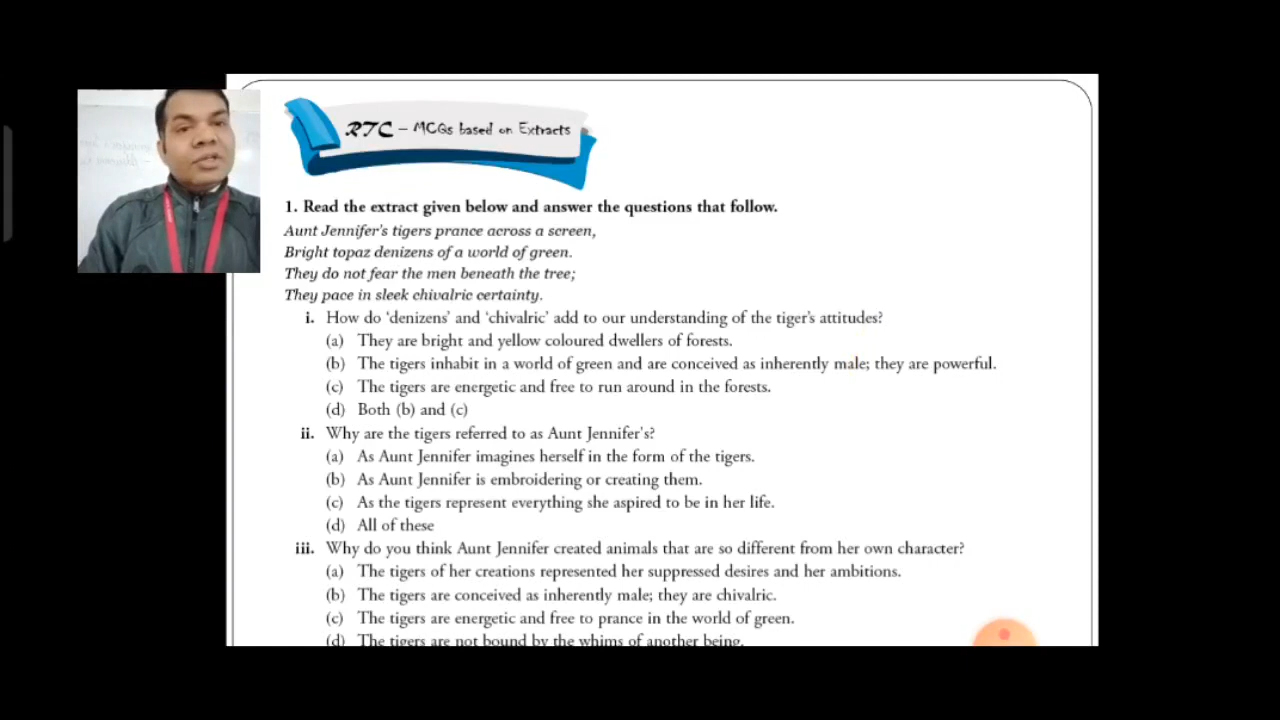 RTC – MCQs based on Extracts
1. Read the extract given below and answer the questions that follow.
Aunt Jennifer's tigers prance across a screen,
Bright topaz denizens of a world of green.
They do not fear the men beneath the tree;
They pace in sleek chivalric certainty.
i. How do 'denizens' and 'chivalric' add to our understanding of the tiger's attitudes?
(a) They are bright and yellow coloured dwellers of forests.
(b) The tigers inhabit in a world of green and are conceived as inherently male; they are powerful.
(c) The tigers are energetic and free to run around in the forests.
(d) Both (b) and (c)
ii. Why are the tigers referred to as Aunt Jennifer's?
(a) As Aunt Jennifer imagines herself in the form of the tigers.
(b) As Aunt Jennifer is embroidering or creating them.
(c) As the tigers represent everything she aspired to be in her life.
(d) All of these
iii. Why do you think Aunt Jennifer created animals that are so different from her own character?
(a) The tigers of her creations represented her suppressed desires and her ambitions.
(b) The tigers are conceived as inherently male; they are chivalric.
(c) The tigers are energetic and free to prance in the world of green.
(d) The tigers are not bound by the whims of another being.